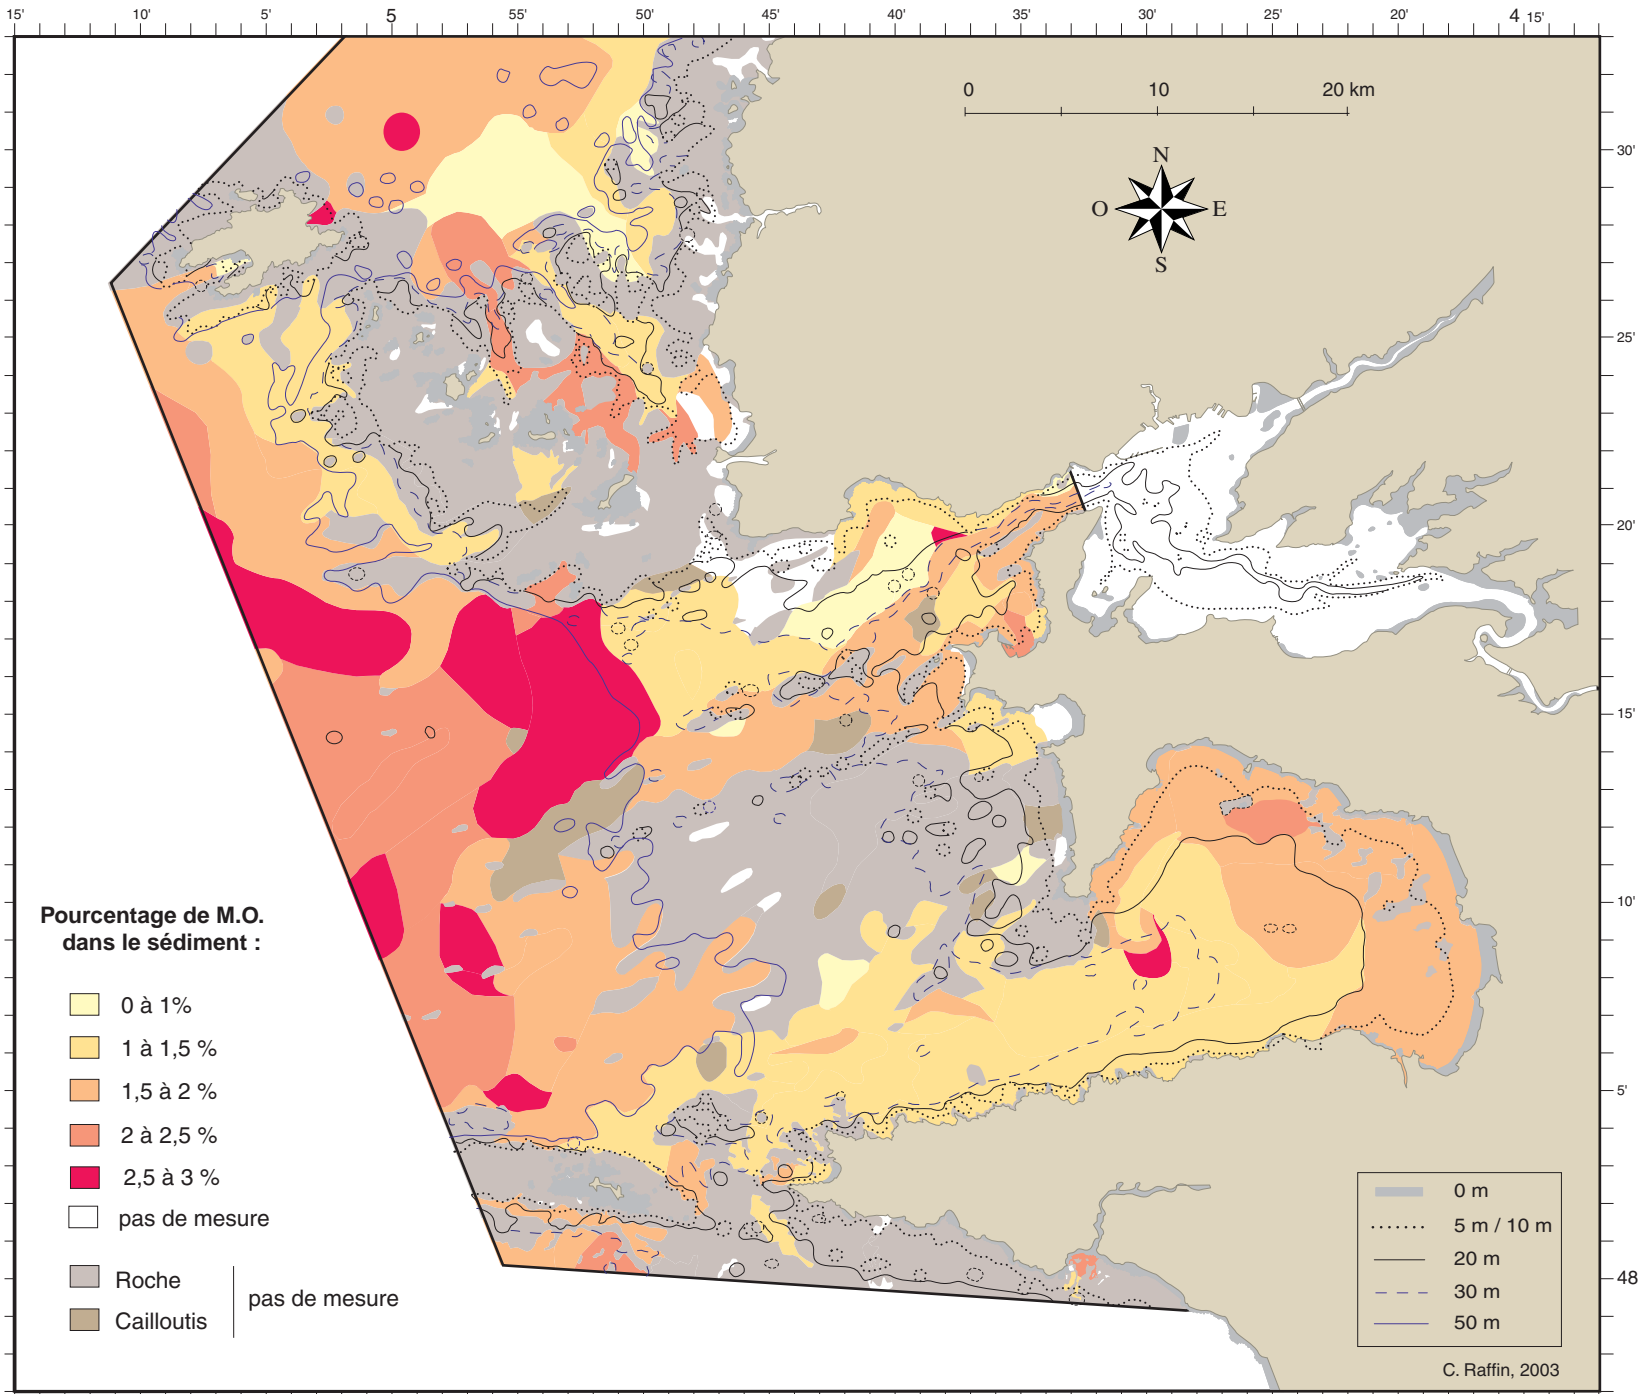 15' 10' 5' 5 55' 50' 45' 40' 35' 30' 25' 20' 4 15'
0 10 20 km
N
O E
S
30'
25'
20'
15'
10'
5'
48
Pourcentage de M.O.
dans le sédiment :
0 à 1%
1 à 1,5 %
1,5 à 2 %
2 à 2,5 %
2,5 à 3 %
pas de mesure
Roche
Cailloutis
pas de mesure
0 m
5 m / 10 m
20 m
30 m
50 m
C. Raffin, 2003